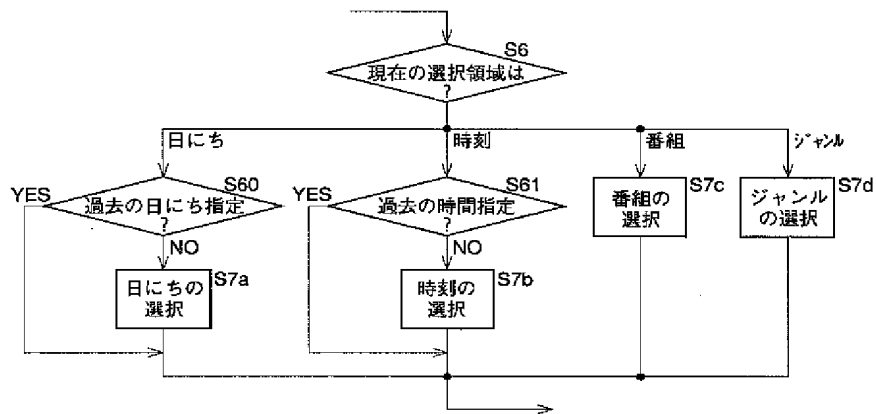 S6
現在の選択領域は
?
日にち
時刻
番組
ジャンル
YES
S60
過去の日にち指定
?
NO
YES
S61
過去の時間指定
?
NO
番組の
選択
S7c
ジャンル
の選択
S7d
日にちの
選択
S7a
時刻の
選択
S7b